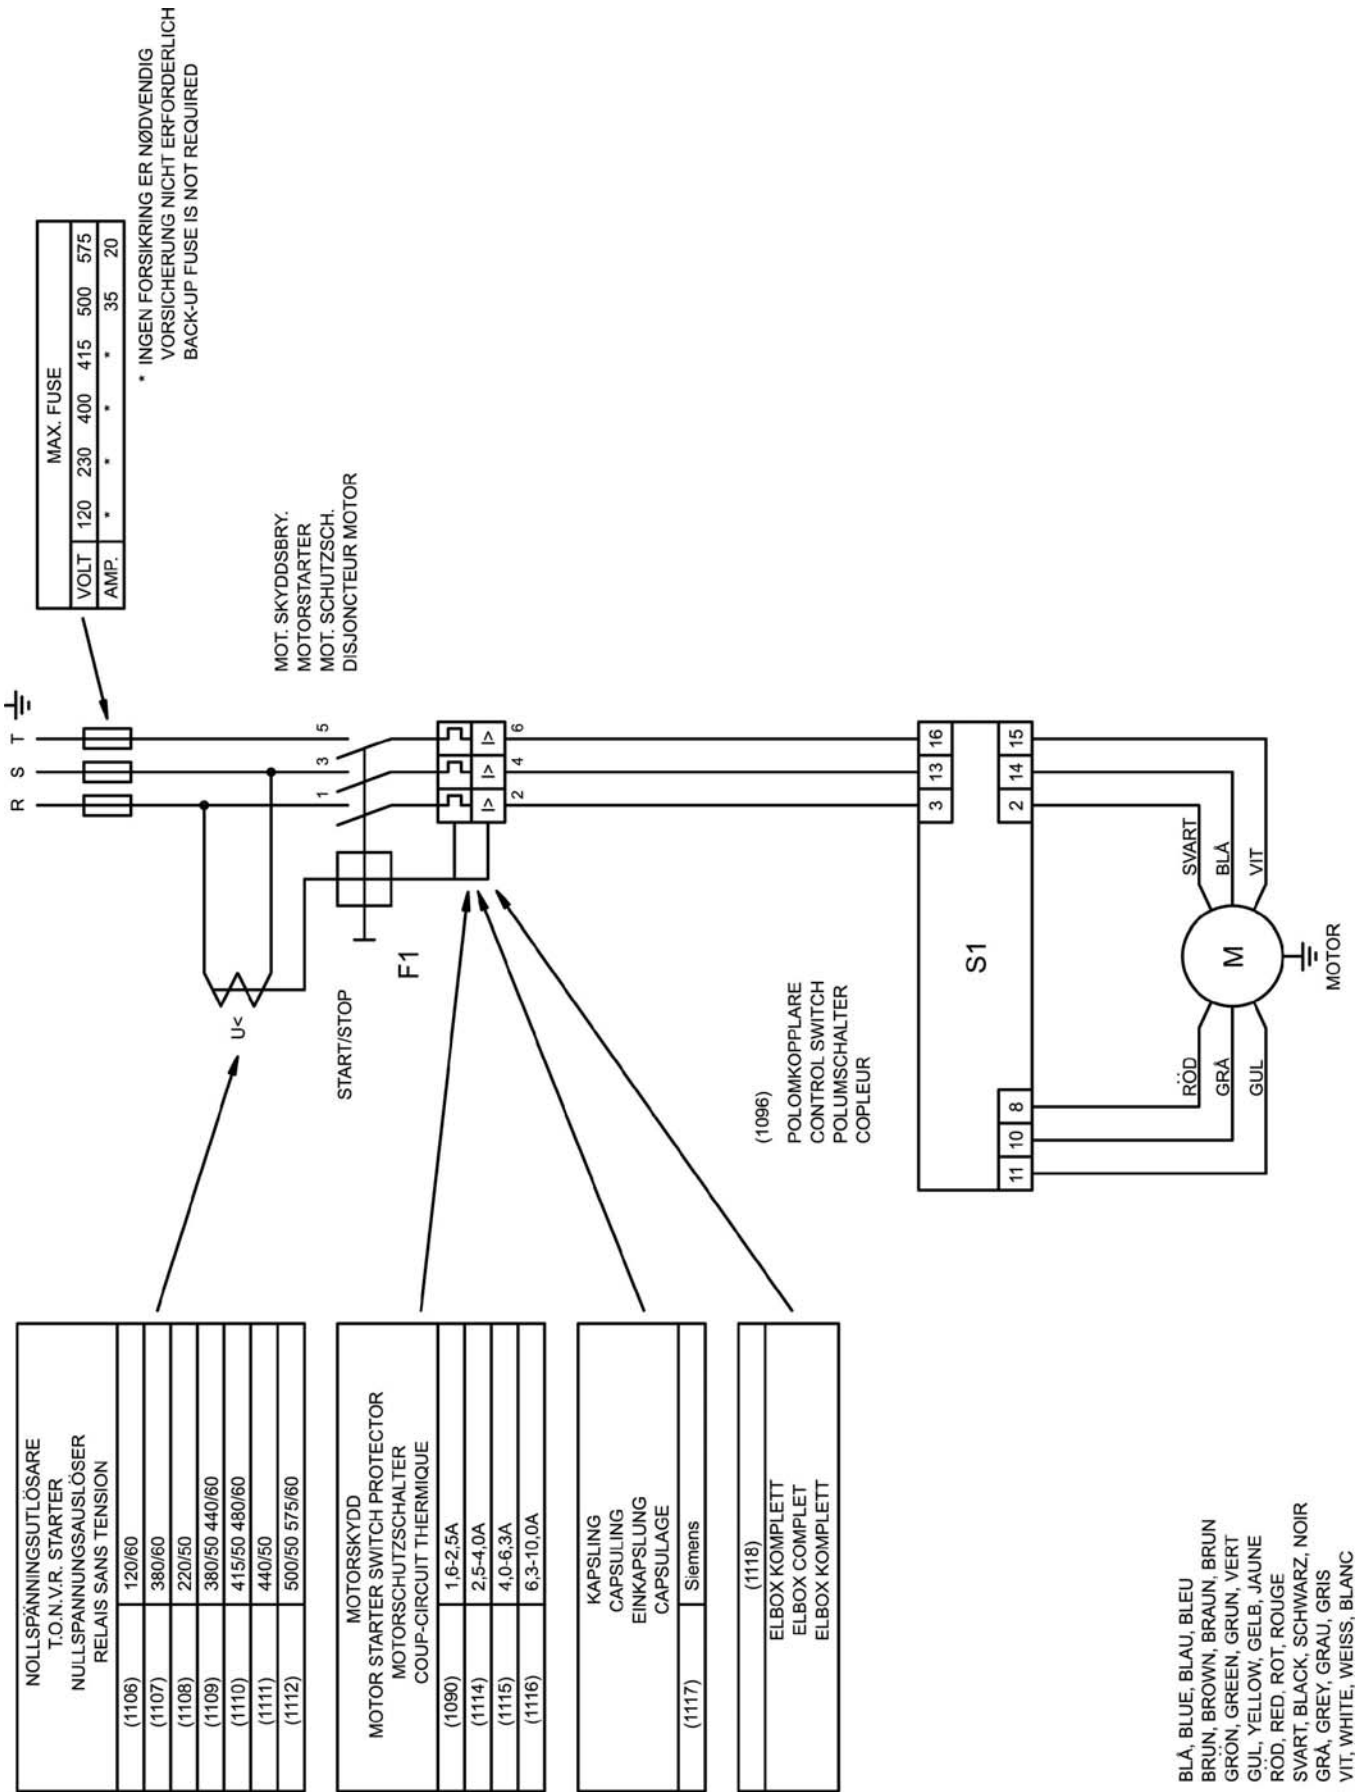 NOLLSPÄNNINGSUTLÖSARE
T.O.N.V.R. STARTER
NULLSPANNUNGSAUSLÖSER
RELAIS SANS TENSION
(1106) 120/60
(1107) 380/60
(1108) 220/50
(1109) 380/50 440/60
(1110) 415/50 480/60
(1111) 440/50
(1112) 500/50 575/60
MOTORSKYDD
MOTOR STARTER SWITCH PROTECTOR
MOTORSCHUTZSCHALTER
COUP-CIRCUIT THERMIQUE
(1090) 1,6-2,5A
(1114) 2,5-4,0A
(1115) 4,0-6,3A
(1116) 6,3-10,0A
KAPSLING
CAPSULING
EINKAPSLUNG
CAPSULAGE
(1117) Siemens
(1118)
ELBOX KOMPLETT
ELBOX COMPLET
ELBOX KOMPLETT
BLÅ, BLUE, BLAU, BLEU
BRUN, BROWN, BRAUN, BRUN
GRÖN, GREEN, GRUN, VERT
GUL, YELLOW, GELB, JAUNE
RÖD, RED, ROT, ROUGE
SVART, BLACK, SCHWARZ, NOIR
GRÅ, GREY, GRAU, GRIS
VIT, WHITE, WEISS, BLANC
R S T
U<
START/STOP
F1
1 3 5
I> I> I>
2 4 6
MOT. SKYDDSBRY.
MOTORSTARTER
MOT. SCHUTZSCH.
DISJONCTEUR MOTOR
MAX. FUSE
VOLT 120 230 400 415 500 575
AMP. * * * * 35 20
* INGEN FORSIKRING ER NØDVENDIG
VORSICHERUNG NICHT ERFORDERLICH
BACK-UP FUSE IS NOT REQUIRED
(1096)
POLOMKOPPLARE
CONTROL SWITCH
POLUMSCHALTER
COPLEUR
3 13 16
S1
11 10 8 2 14 15
RÖD SVART
GRÅ BLÅ
GUL VIT
M
MOTOR